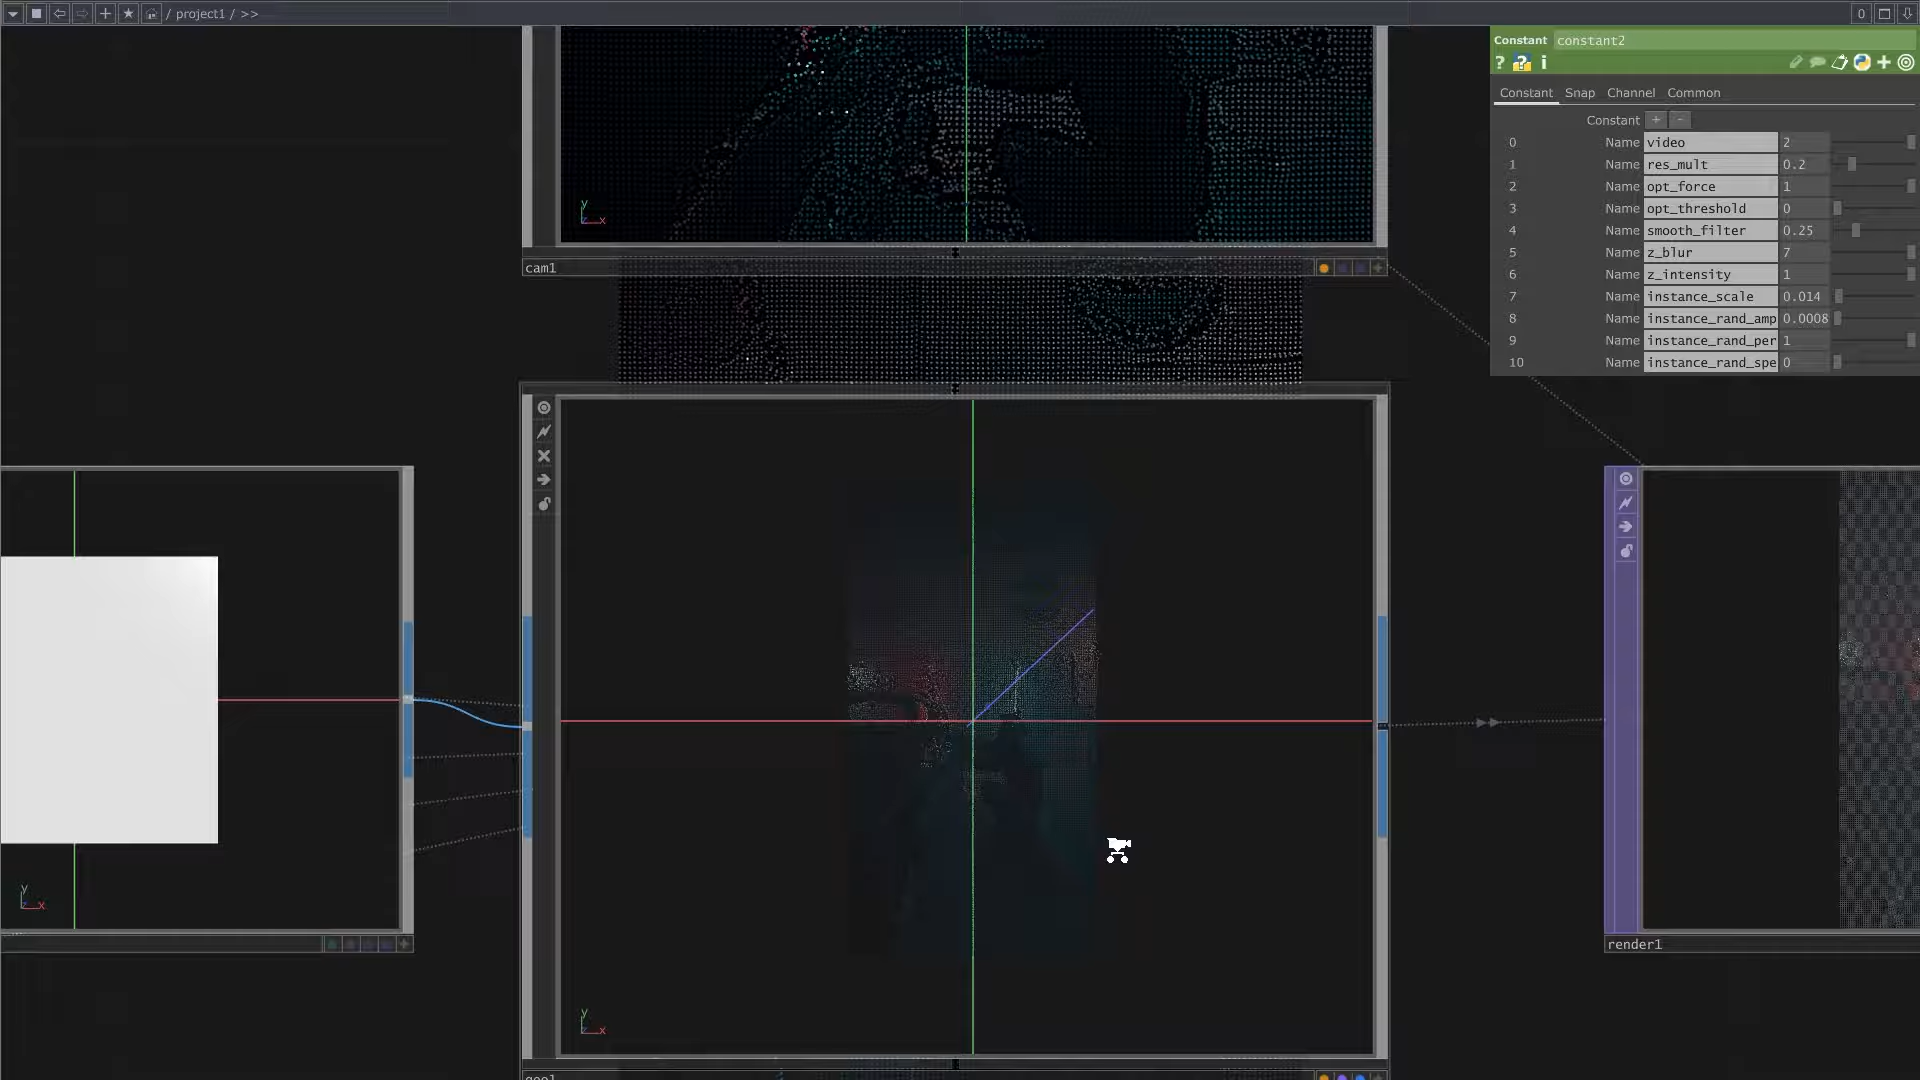 / project1 / >>
0
Constant constant2
? ? i
Constant Snap Channel Common
Constant + -
0 Name video 2
1 Name res_mult 0.2
2 Name opt_force 1
3 Name opt_threshold 0
4 Name smooth_filter 0.25
5 Name z_blur 7
6 Name z_intensity 1
7 Name instance_scale 0.014
8 Name instance_rand_amp 0.0008
9 Name instance_rand_per 1
10 Name instance_rand_spe 0
y
x
cam1
y
x
render1
y
x
geo1